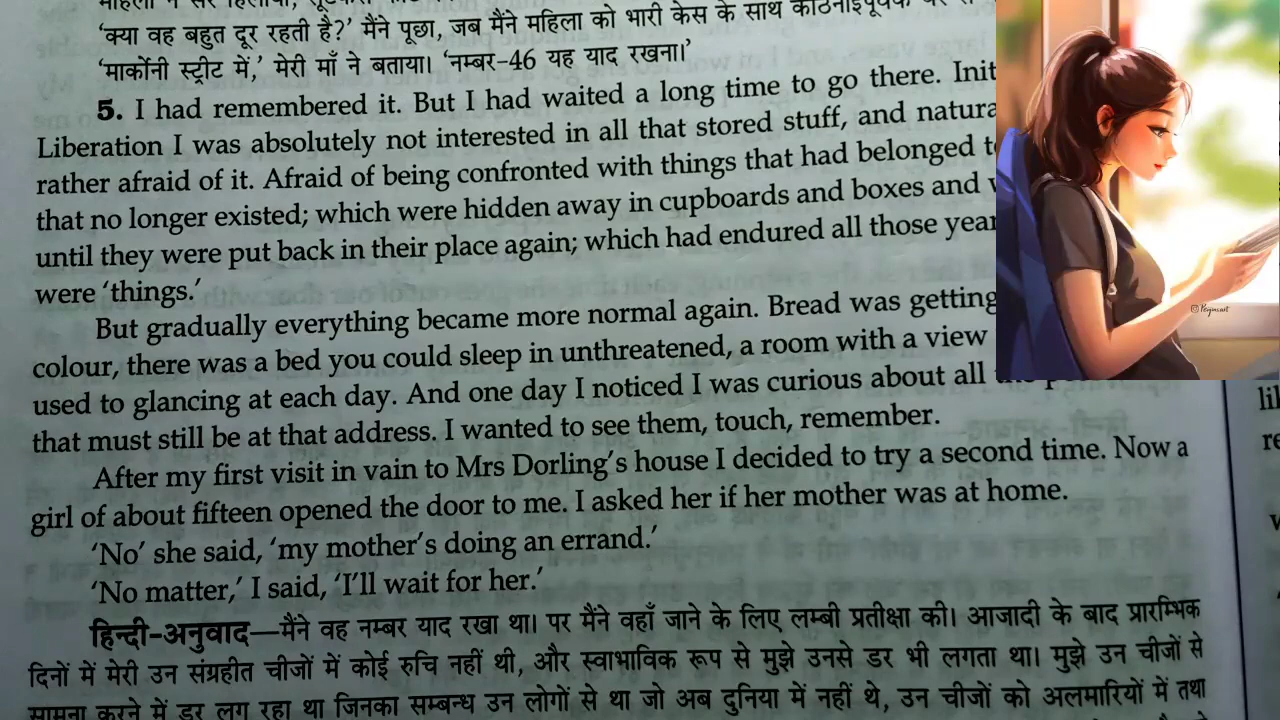 ‘क्या वह बहुत दूर रहती है?’ मैंने पूछा, जब मैंने महिला को भारी केस के साथ कठिनाईपूर्वक
‘मार्कोनी स्ट्रीट में,’ मेरी माँ ने बताया। ‘नम्बर-46 यह याद रखना।’
5. I had remembered it. But I had waited a long time to go there. Init
Liberation I was absolutely not interested in all that stored stuff, and natura
rather afraid of it. Afraid of being confronted with things that had belonged t
that no longer existed; which were hidden away in cupboards and boxes and
until they were put back in their place again; which had endured all those year
were ‘things.’
But gradually everything became more normal again. Bread was getting
colour, there was a bed you could sleep in unthreatened, a room with a view
used to glancing at each day. And one day I noticed I was curious about all
that must still be at that address. I wanted to see them, touch, remember.
After my first visit in vain to Mrs Dorling’s house I decided to try a second time. Now a
girl of about fifteen opened the door to me. I asked her if her mother was at home.
‘No’ she said, ‘my mother’s doing an errand.’
‘No matter,’ I said, ‘I’ll wait for her.’
हिन्दी-अनुवाद—मैंने वह नम्बर याद रखा था। पर मैंने वहाँ जाने के लिए लम्बी प्रतीक्षा की। आजादी के बाद प्रारम्भिक
दिनों में मेरी उन संग्रहीत चीजों में कोई रुचि नहीं थी, और स्वाभाविक रूप से मुझे उनसे डर भी लगता था। मुझे उन चीजों से
सामना करने में डर लग रहा था जिनका सम्बन्ध उन लोगों से था जो अब दुनिया में नहीं थे, उन चीजों को अलमारियों में तथा